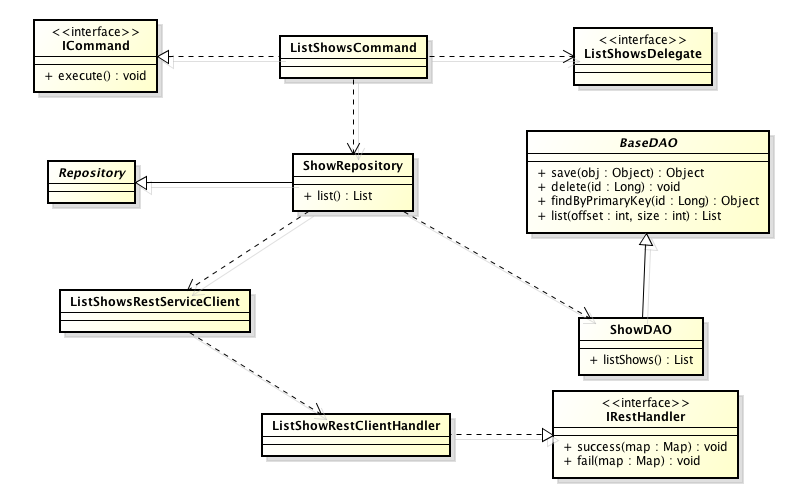 <<interface>>
ICommand
+ execute() : void
ListShowsCommand
<<interface>>
ListShowsDelegate
Repository
ShowRepository
+ list() : List
BaseDAO
+ save(obj : Object) : Object
+ delete(id : Long) : void
+ findByPrimaryKey(id : Long) : Object
+ list(offset : int, size : int) : List
ListShowsRestServiceClient
ShowDAO
+ listShows() : List
ListShowRestClientHandler
<<interface>>
IRestHandler
+ success(map : Map) : void
+ fail(map : Map) : void